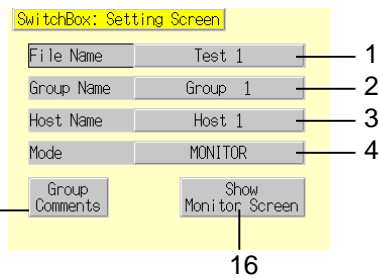 SwitchBox: Setting Screen
File Name Test 1 1
Group Name Group 1 2
Host Name Host 1 3
Mode MONITOR 4
Group Comments
Show Monitor Screen
16